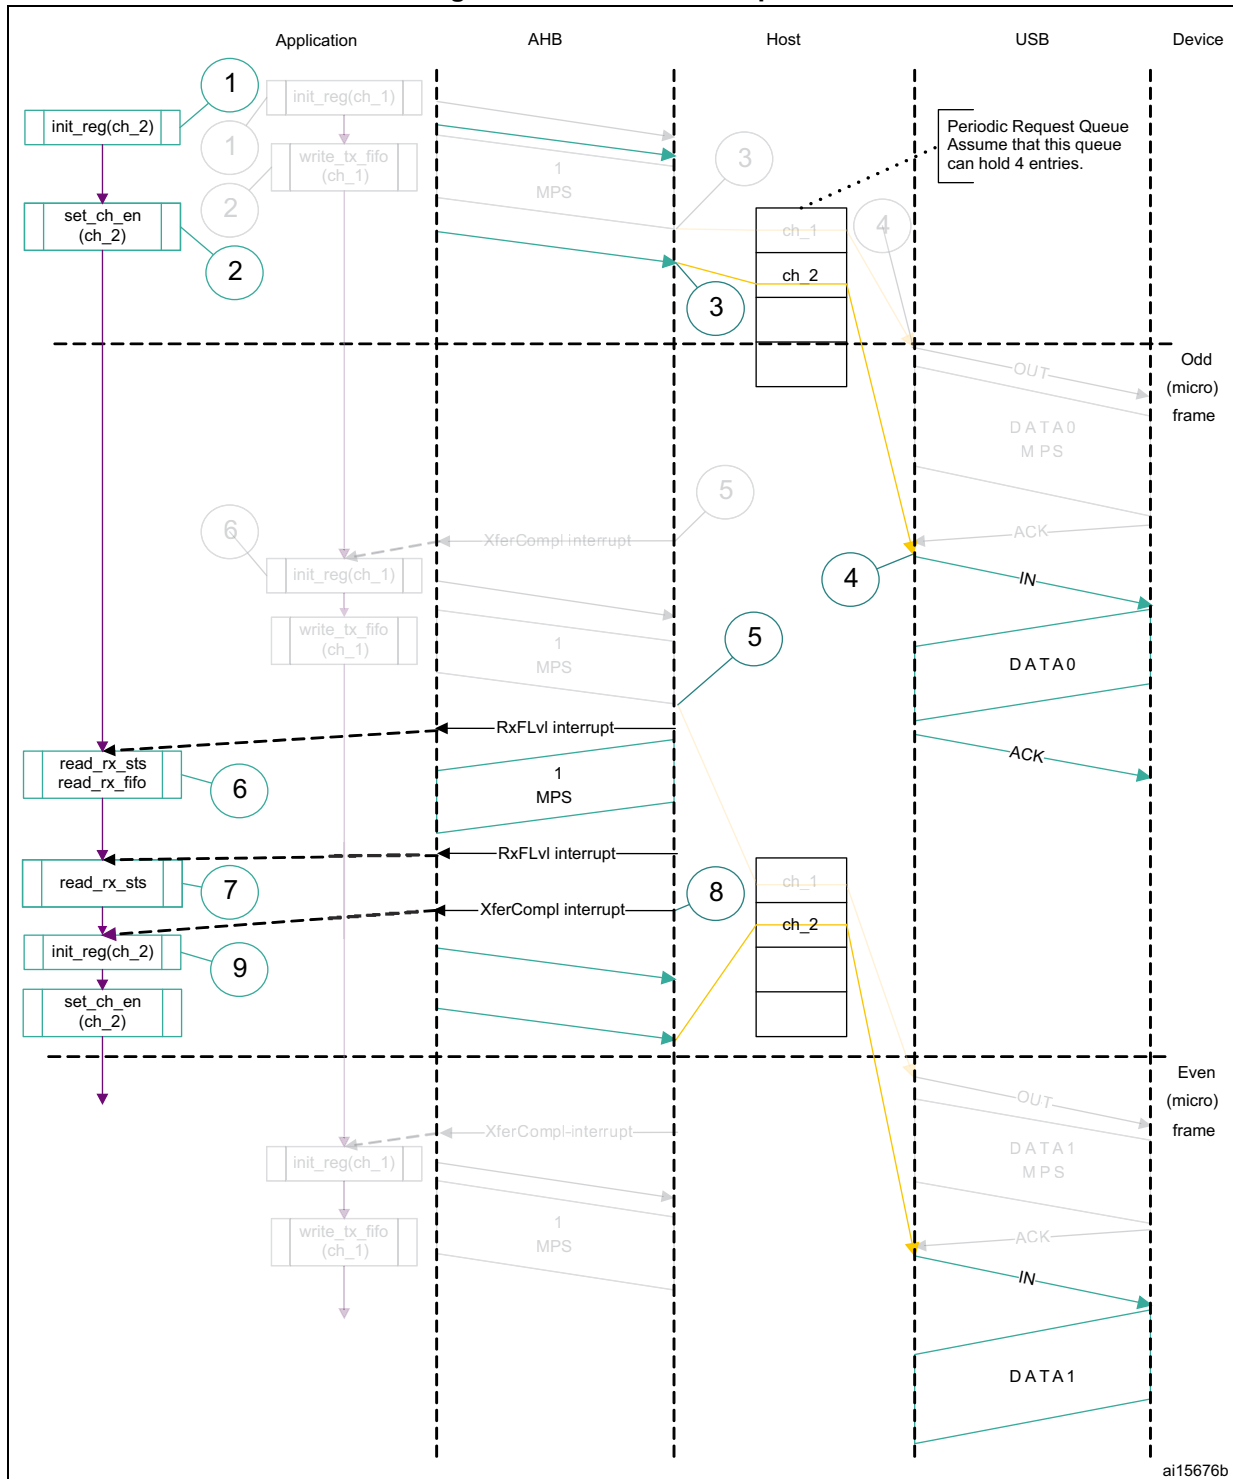 Application
AHB
Host
USB
Device
1
init_reg(ch_1)
init_reg(ch_2)
Periodic Request Queue
Assume that this queue
can hold 4 entries.
1
write_tx_fifo
(ch_1)
1
MPS
3
2
set_ch_en
(ch_2)
ch_1
4
2
ch_2
3
Odd
(micro)
frame
OUT
DATA0
MPS
5
6
XferCompl interrupt
ACK
init_reg(ch_1)
4
IN
write_tx_fifo
(ch_1)
1
MPS
5
DATA0
RxFLvl interrupt
ACK
read_rx_sts
read_rx_fifo
6
1
MPS
RxFLvl interrupt
read_rx_sts
7
ch_1
8
XferCompl interrupt
ch_2
init_reg(ch_2)
9
set_ch_en
(ch_2)
Even
(micro)
frame
OUT
XferCompl-interrupt
DATA1
MPS
init_reg(ch_1)
write_tx_fifo
(ch_1)
1
MPS
ACK
IN
DATA1
ai15676b